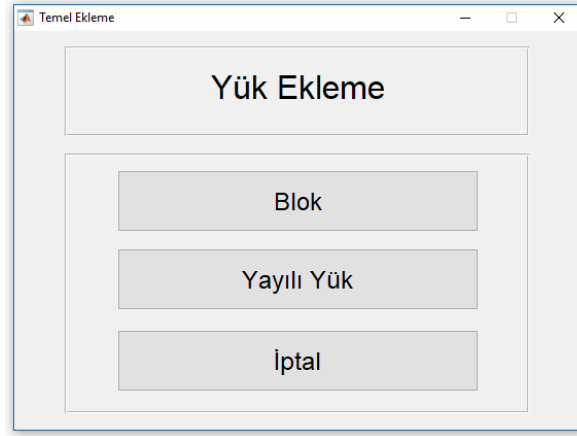 Temel Ekleme
Yük Ekleme
Blok
Yayılı Yük
İptal